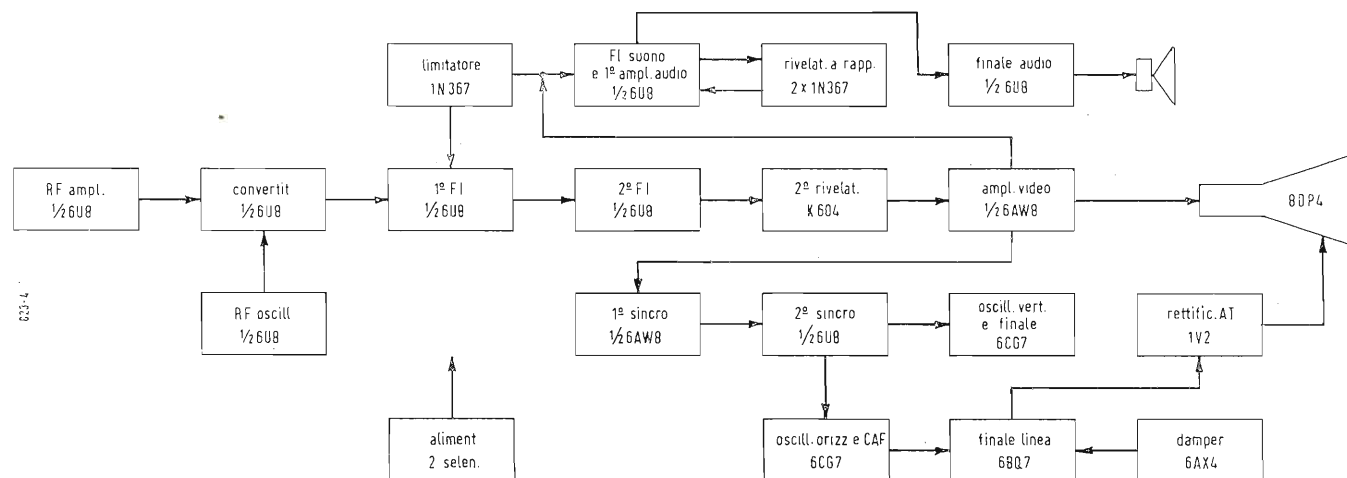 limitatore
1N367
FI suono
e 1º ampl. audio
½ 6U8
rivelat. a rapp.
2 x 1N367
finale audio
½ 6U8
RF ampl.
½ 6U8
convertit
½ 6U8
1º FI
½ 6U8
2º FI
½ 6U8
2º rivelat.
K604
ampl. video
½ 6AW8
8DP4
RF oscill
½ 6U8
1º sincro
½ 6AW8
2º sincro
½ 6U8
oscill. vert.
e finale
6CG7
rettific. AT
1V2
aliment
2 selen.
oscill. orizz e CAF
6CG7
finale linea
6BQ7
damper
6AX4
623-4